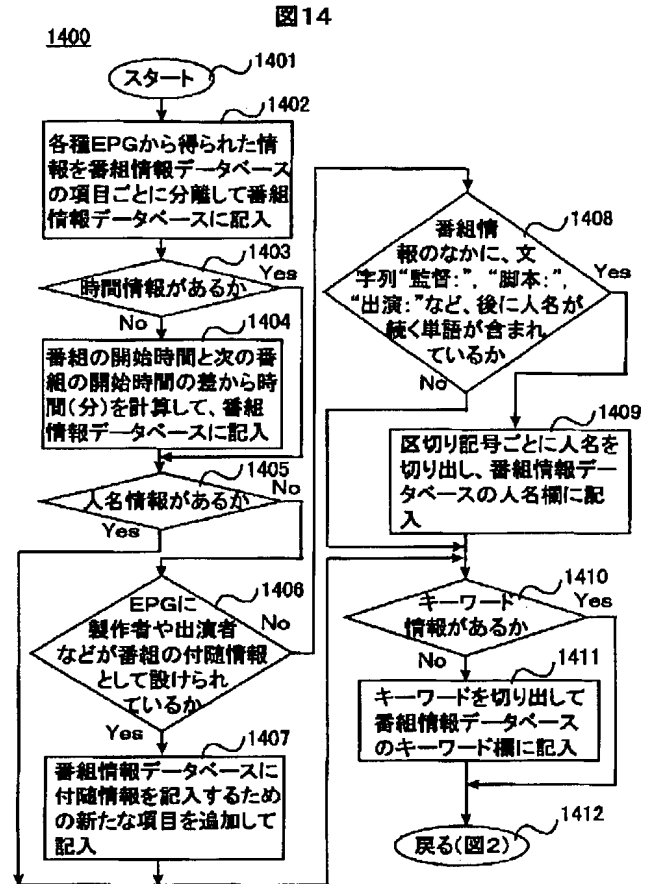 図14
1400
スタート
1401
1402
各種EPGから得られた情
報を番組情報データベース
の項目ごとに分離して番組
情報データベースに記入
1403
時間情報があるか
Yes
No
1404
番組の開始時間と次の番
組の開始時間の差から時
間(分)を計算して、番組
情報データベースに記入
1405
人名情報があるか
No
Yes
1406
EPGに
製作者や出演者
などが番組の付随情報
として設けられ
ているか
No
Yes
1407
番組情報データベースに
付随情報を記入するため
の新たな項目を追加して
記入
1408
番組情
報のなかに、文
字列“監督:”, “脚本:”,
“出演:”など、後に人名が
続く単語が含まれ
ているか
Yes
No
1409
区切り記号ごとに人名を
切り出し、番組情報デー
タベースの人名欄に記
入
1410
キーワード
情報があるか
Yes
No
1411
キーワードを切り出して
番組情報データベース
のキーワード欄に記入
1412
戻る(図2)